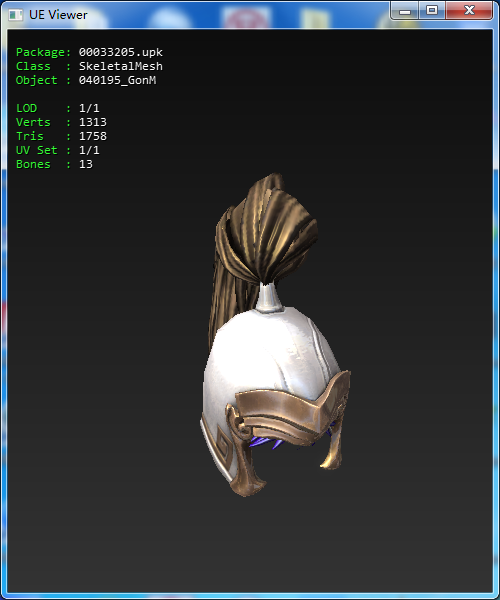 UE Viewer
Package: 00033205.upk
Class  : SkeletalMesh
Object : 040195_GonM
LOD    : 1/1
Verts  : 1313
Tris   : 1758
UV Set : 1/1
Bones  : 13